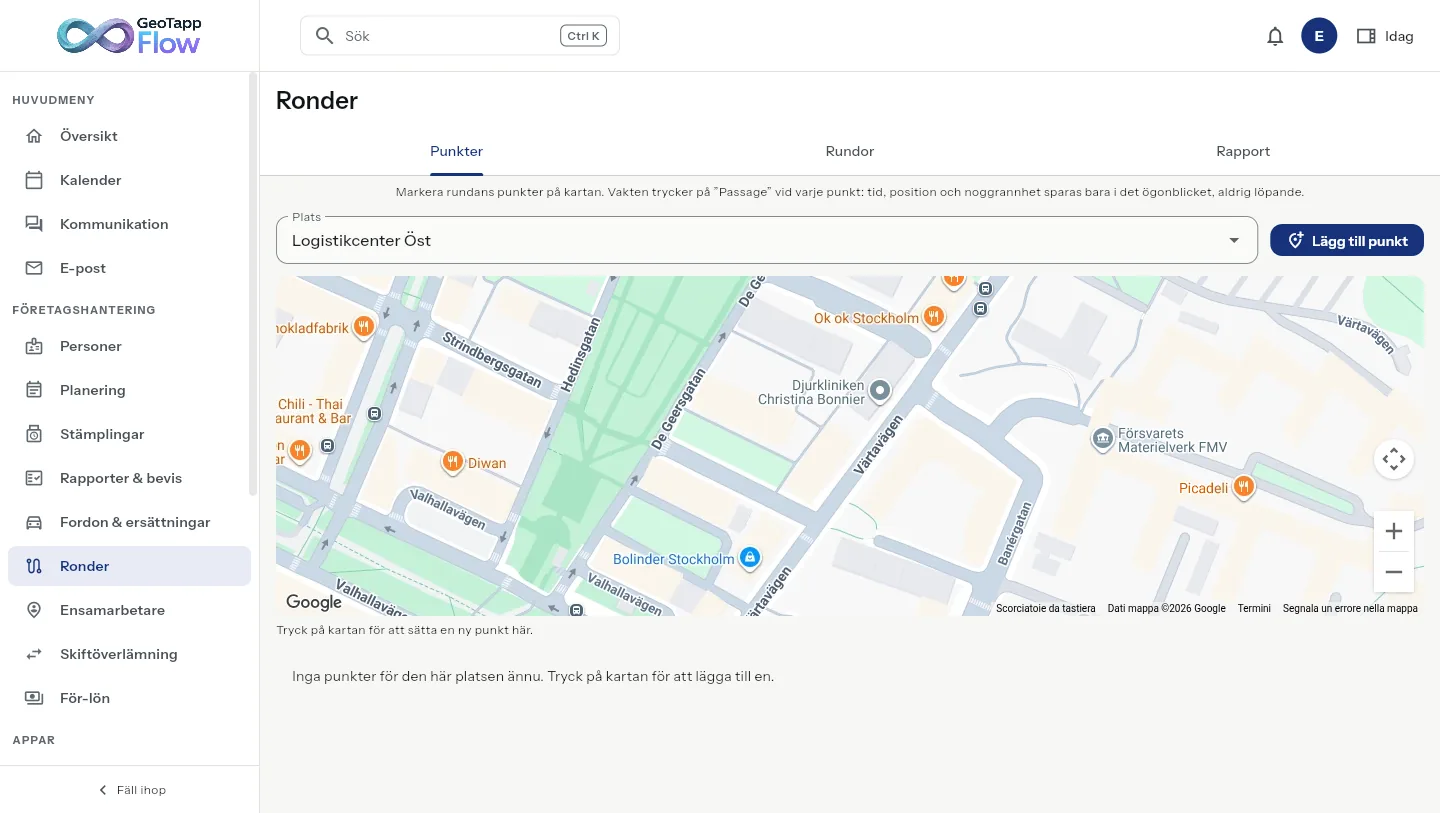 GeoTapp
Flow
Sök
Ctrl K
E
Idag
HUVUDMENY
Översikt
Kalender
Kommunikation
E-post
FÖRETAGSHANTERING
Personer
Planering
Stämplingar
Rapporter & bevis
Fordon & ersättningar
Ronder
Ensamarbetare
Skiftöverlämning
För-lön
APPAR
Fäll ihop
Ronder
Punkter
Rundor
Rapport
Markera rundans punkter på kartan. Vakten trycker på "Passage" vid varje punkt: tid, position och noggrannhet sparas bara i det ögonblicket, aldrig löpande.
Plats
Logistikcenter Öst
Lägg till punkt
De Ge
Ok ok Stockholm
Värtavägen
okladfabrik
Strindbergsgatan
Hedinsgatan
Djurkliniken
Christina Bonnier
De Geersgatan
Chili - Thai
aurant & Bar
Värtavägen
Försvarets
Materielverk FMV
Diwan
Picadeli
Valhallavägen
Banérgatan
Bolinder Stockholm
Valhallavägen
Valhallaväg
ärtavägen
Google
Scorciatoie da tastiera
Dati mappa ©2026 Google
Termini
Segnala un errore nella mappa
Tryck på kartan för att sätta en ny punkt här.
Inga punkter för den här platsen ännu. Tryck på kartan för att lägga till en.